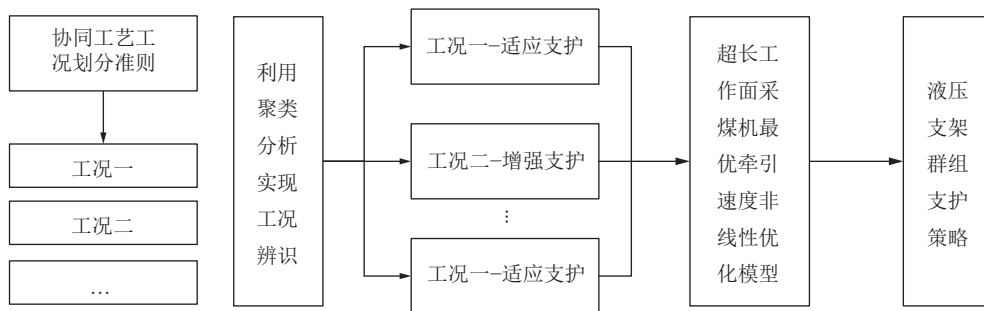 协同工艺工
况划分准则
工况一
工况二
…
利用
聚类
分析
实现
工况
辨识
工况一-适应支护
工况二-增强支护
⋮
工况一-适应支护
超长工
作面采
煤机最
优牵引
速度非
线性优
化模型
液压
支架
群组
支护
策略